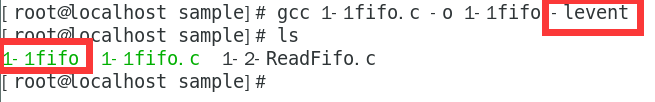 [root@localhost sample]# gcc 1-1fifo.c -o 1-1fifo -levent
[root@localhost sample]# ls
1-1fifo  1-1fifo.c  1-2-ReadFifo.c
[root@localhost sample]#